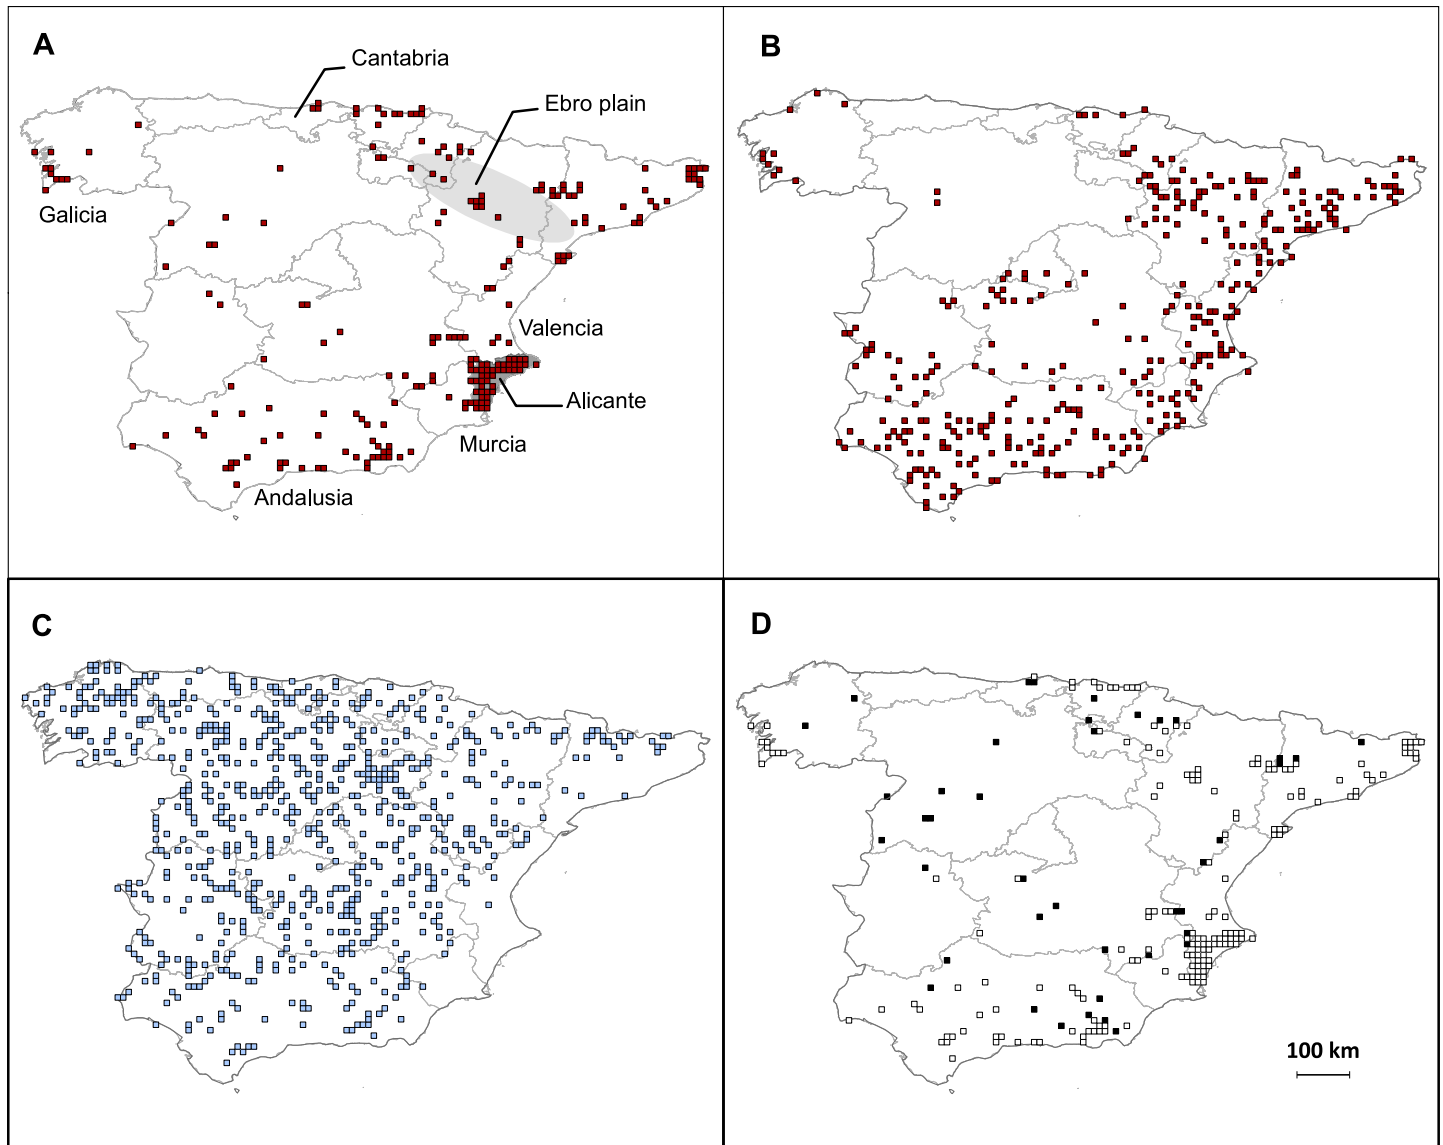 A
Cantabria
Ebro plain
Galicia
Valencia
Alicante
Murcia
Andalusia
B
C
D
100 km